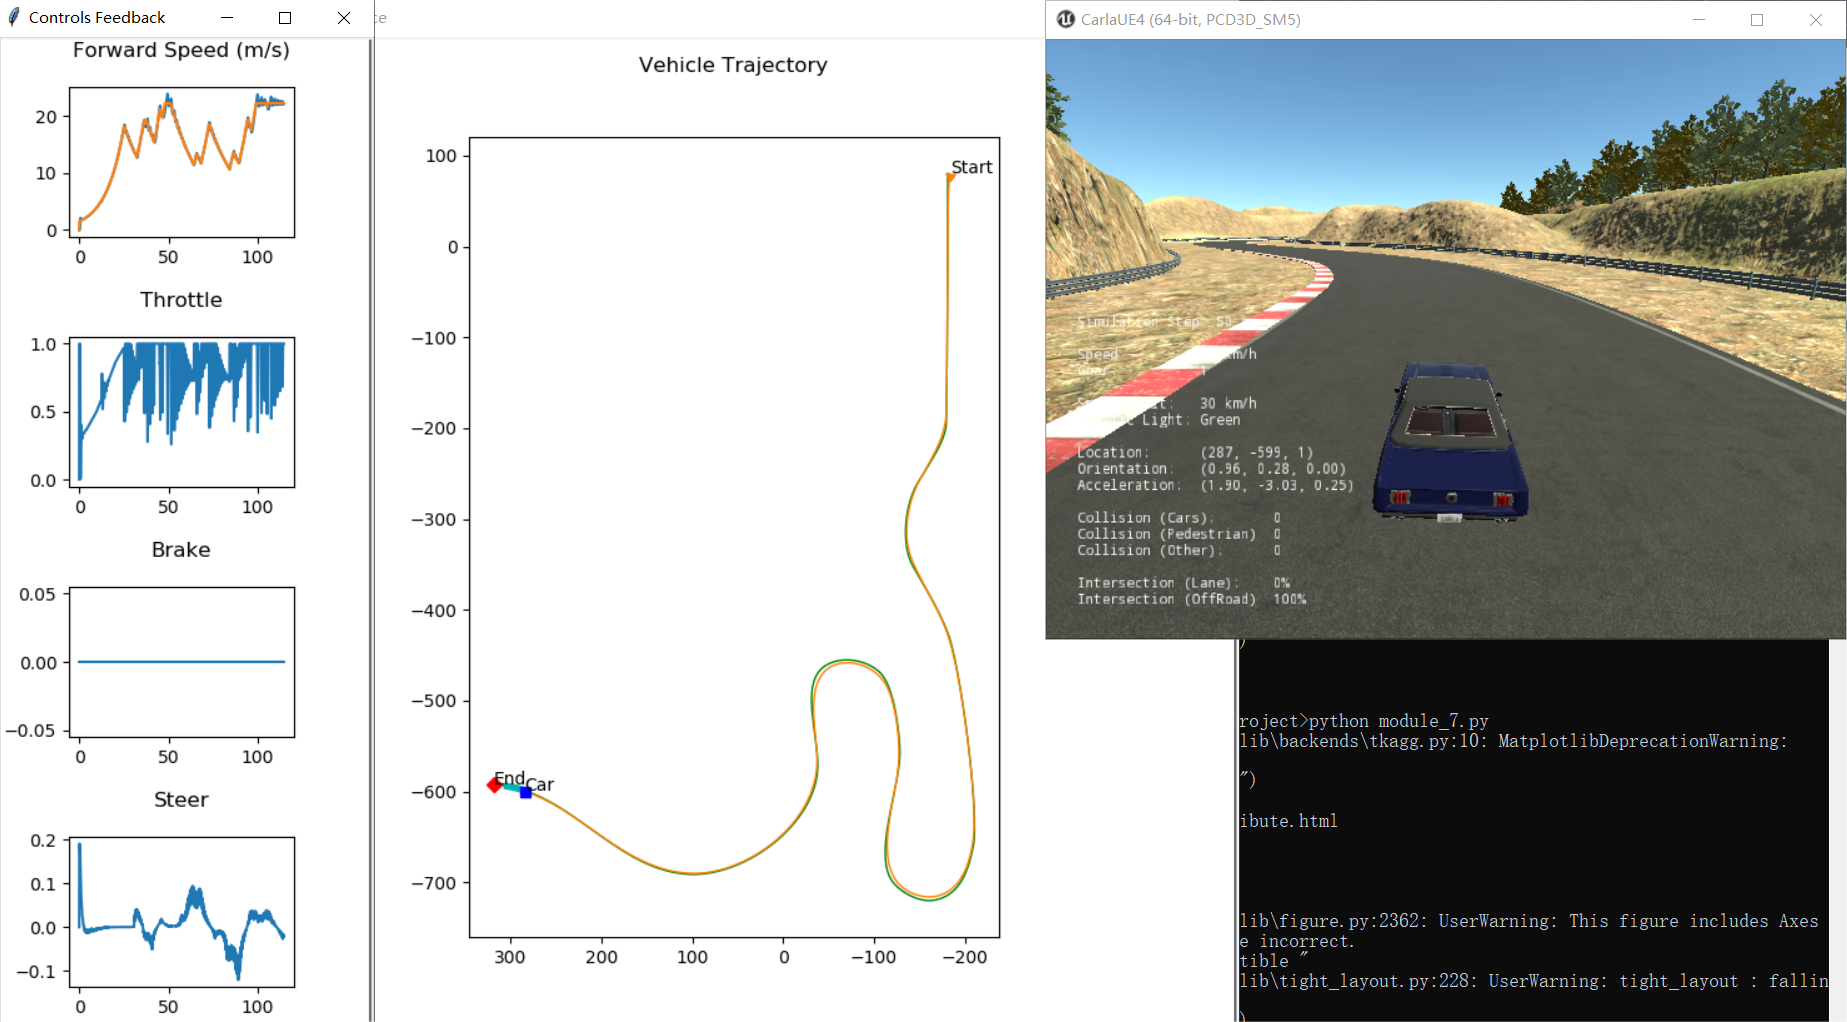 Controls Feedback
ce
CarlaUE4 (64-bit, PCD3D_SM5)
Forward Speed (m/s)
20
10
0
0 50 100
Throttle
1.0
0.5
0.0
0 50 100
Brake
0.05
0.00
−0.05
0 50 100
Steer
0.2
0.1
0.0
−0.1
0 50 100
Vehicle Trajectory
100
0
−100
−200
−300
−400
−500
−600
−700
300 200 100 0 −100 −200
Start
End
Car
Simulation Step: 50
Speed km/h
30 km/h
Light: Green
Location: (287, -599, 1)
Orientation: (0.96, 0.28, 0.00)
Acceleration: (1.90, -3.03, 0.25)
Collision (Cars): 0
Collision (Pedestrian) 0
Collision (Other): 0
Intersection (Lane): 0%
Intersection (OffRoad) 100%
)
roject>python module_7.py
lib\backends\tkagg.py:10: MatplotlibDeprecationWarning:
")
ibute.html
lib\figure.py:2362: UserWarning: This figure includes Axes
e incorrect.
tible "
lib\tight_layout.py:228: UserWarning: tight_layout : fallin
)